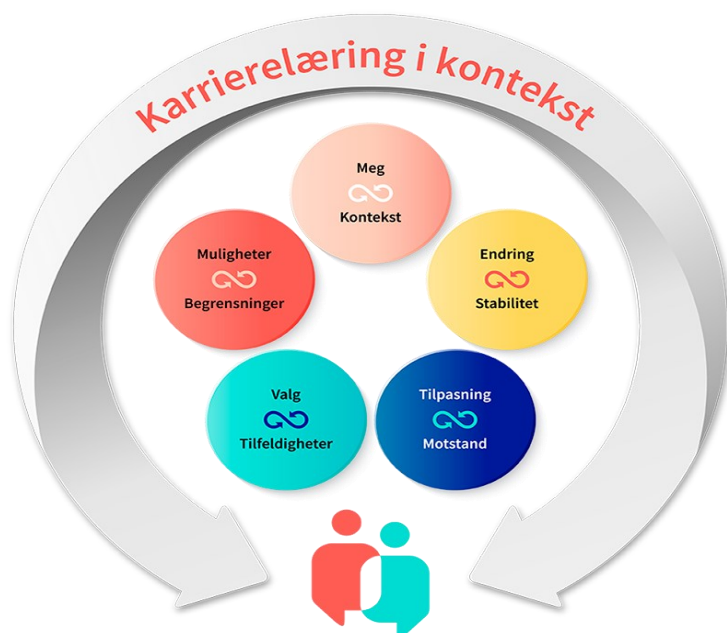 Karrierelæring i kontekst
Meg
Kontekst
Muligheter
Begrensninger
Endring
Stabilitet
Valg
Tilfeldigheter
Tilpasning
Motstand